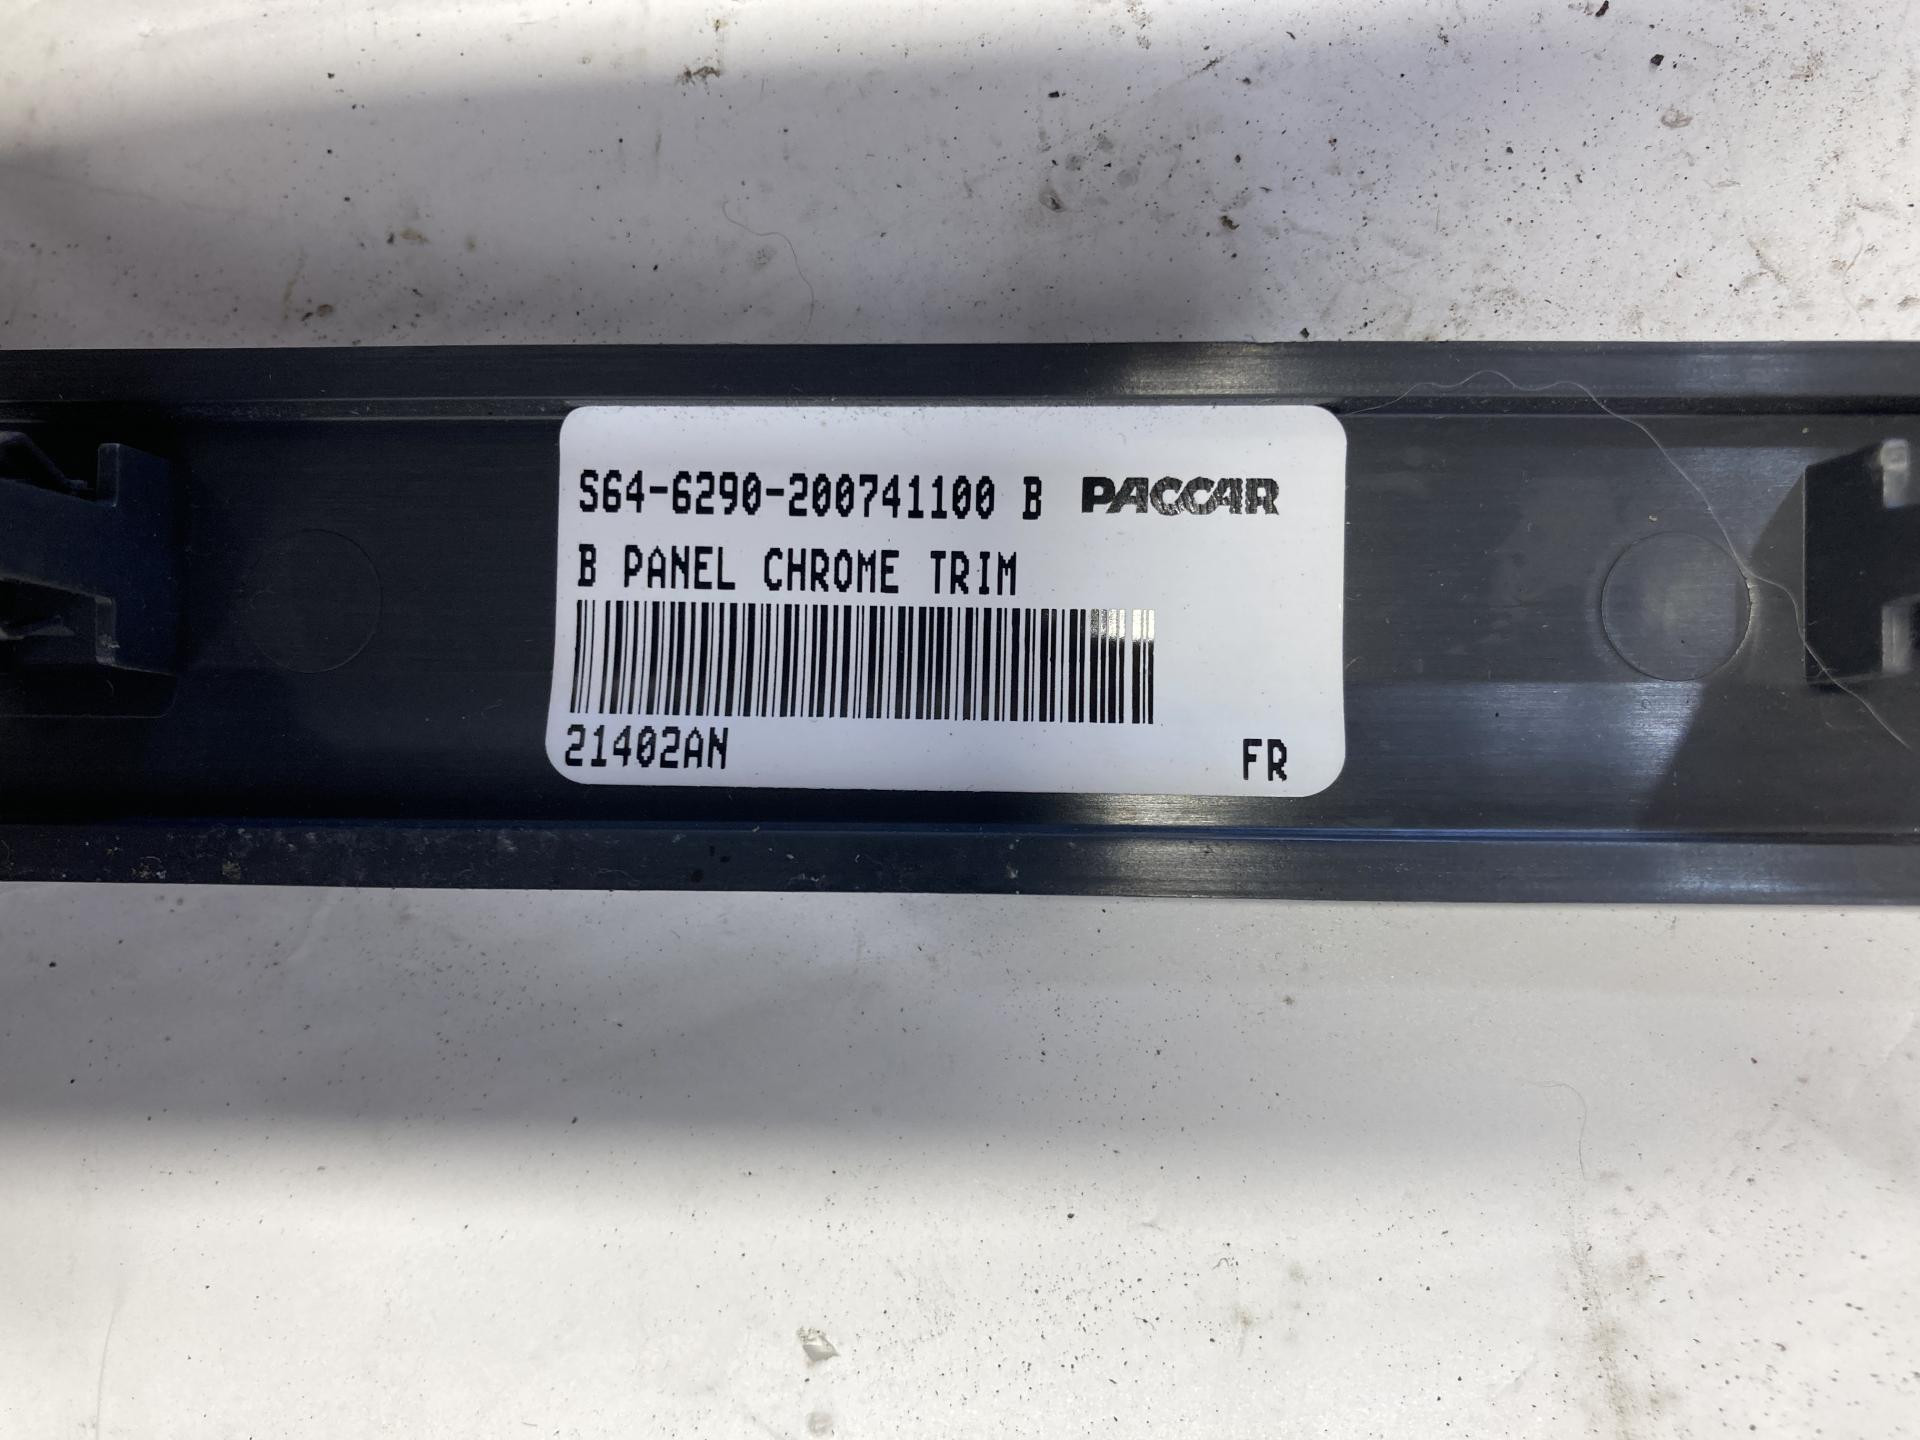 S64-6290-200741100 B PACCAR
B PANEL CHROME TRIM
21402AN FR